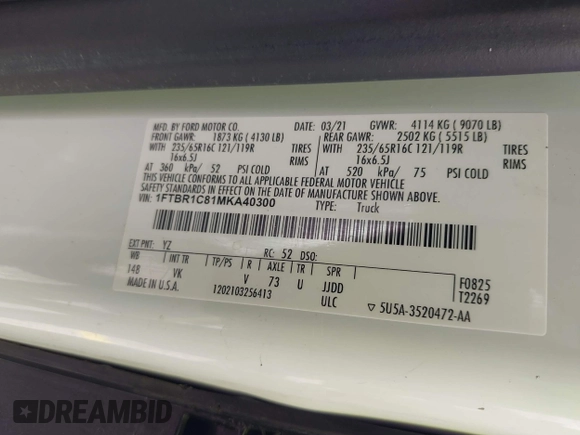 MFD. BY FORD MOTOR CO.
03/21 GVWR: 4114 KG ( 9070 LB)
FRONT GAWR: 1873 KG ( 4130 LB) REAR GAWR: 2502 KG ( 5515 LB)
WITH 235/65R16C 121/119R TIRES WITH 235/65R16C 121/119R TIRES
16x6.5J RIMS 16x6.5J RIMS
AT 360 kPa/ 52 PSI COLD AT 520 kPa/ 75 PSI COLD
THIS VEHICLE CONFORMS TO ALL APPLICABLE FEDERAL MOTOR VEHICLE
SAFETY STANDARDS IN EFFECT ON THE DATE OF MANUFACTURE SHOWN ABOVE.
VIN: 1FTBR1C81MKA40300 TYPE: Truck
EXT PNT: YZ RC: 52 DSO:
WB INT TR TP/PS R AXLE TR SPR
148 VK V 73 U JJDD F0825
MADE IN U.S.A. 1202103256413 ULC T2269
5U5A-3520472-AA
DREAMBID